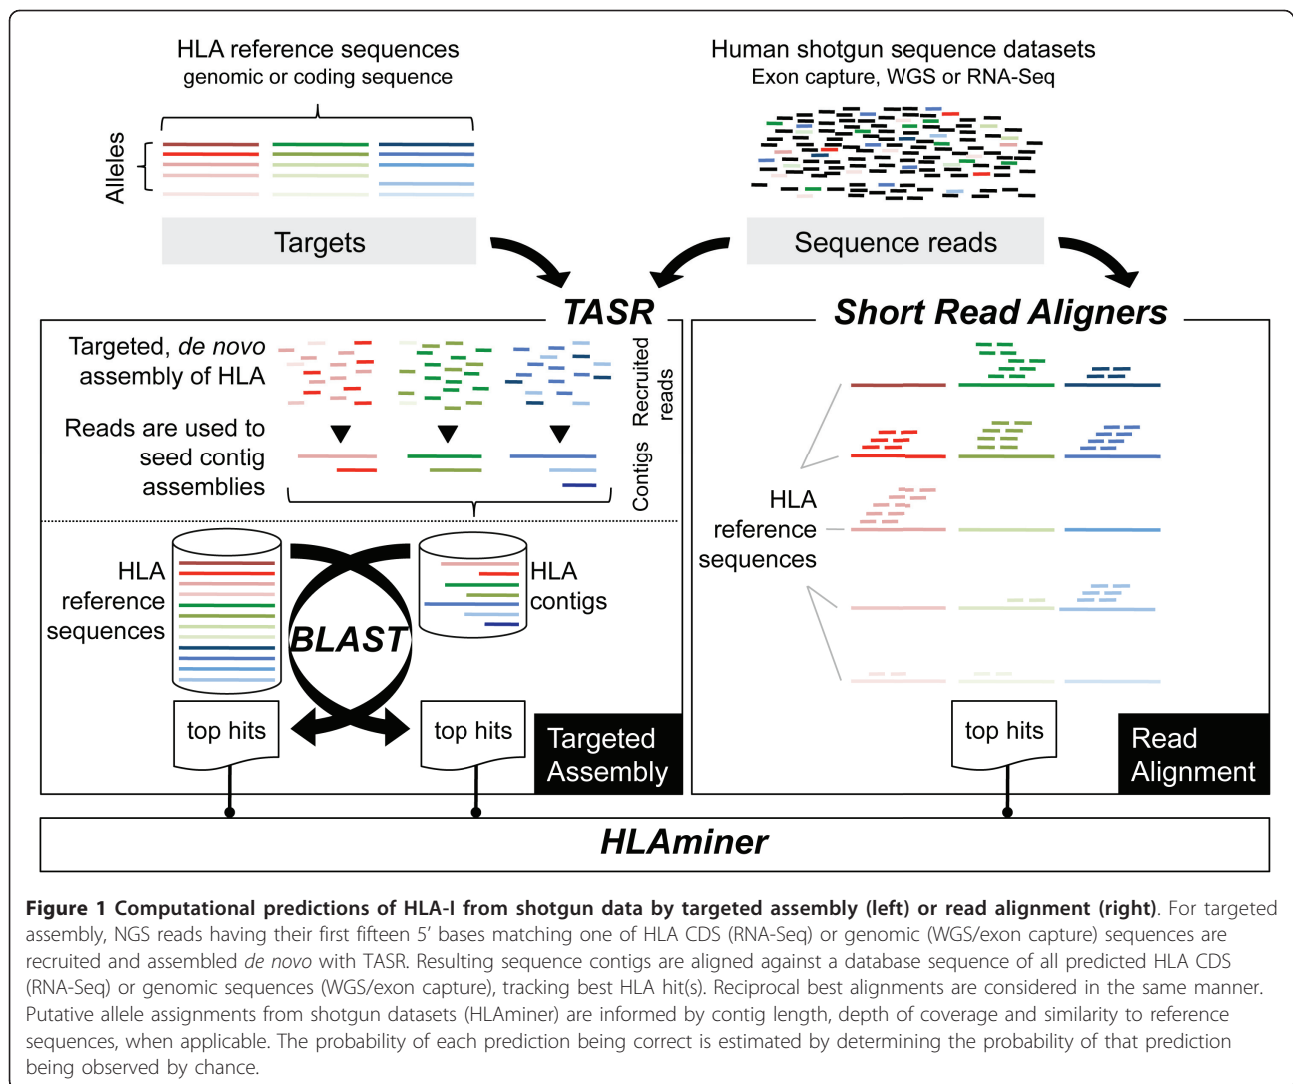 HLA reference sequences
genomic or coding sequence
Human shotgun sequence datasets
Exon capture, WGS or RNA-Seq
Alleles
Targets
Sequence reads
TASR
Short Read Aligners
Targeted, de novo
assembly of HLA
Recruited
reads
Reads are used to
seed contig
assemblies
Contigs
HLA
reference
sequences
HLA
reference
sequences
BLAST
HLA
contigs
top hits
top hits
Targeted
Assembly
top hits
Read
Alignment
HLAminer
Figure 1 Computational predictions of HLA-I from shotgun data by targeted assembly (left) or read alignment (right). For targeted
assembly, NGS reads having their first fifteen 5' bases matching one of HLA CDS (RNA-Seq) or genomic (WGS/exon capture) sequences are
recruited and assembled de novo with TASR. Resulting sequence contigs are aligned against a database sequence of all predicted HLA CDS
(RNA-Seq) or genomic sequences (WGS/exon capture), tracking best HLA hit(s). Reciprocal best alignments are considered in the same manner.
Putative allele assignments from shotgun datasets (HLAminer) are informed by contig length, depth of coverage and similarity to reference
sequences, when applicable. The probability of each prediction being correct is estimated by determining the probability of that prediction
being observed by chance.